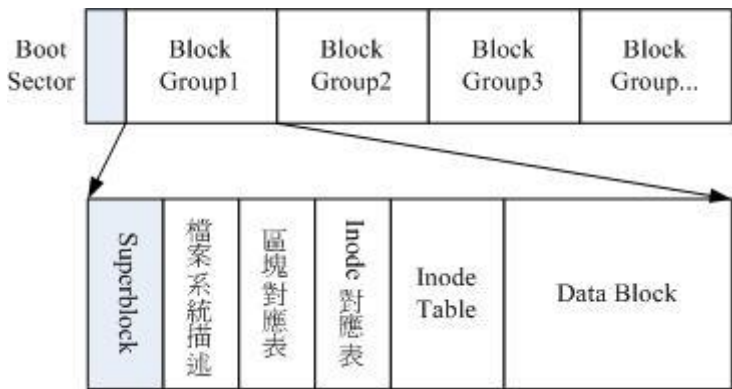 Boot
Sector
Block
Group1
Block
Group2
Block
Group3
Block
Group...
Superblock
檔案系統描述
區塊對應表
Inode 對應表
Inode
Table
Data Block